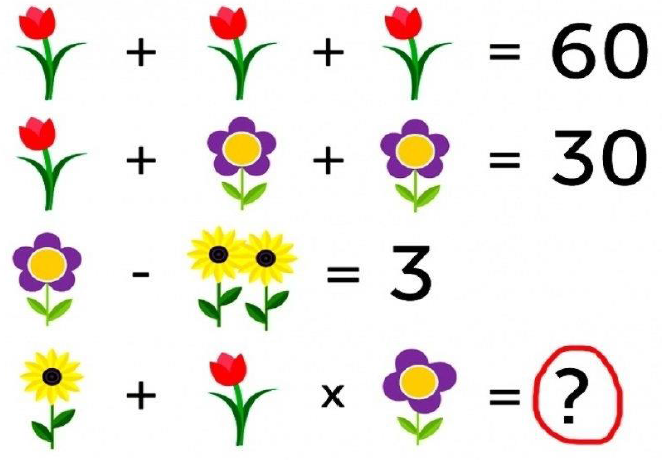 + + = 60
+ + = 30
- = 3
+ x = ?